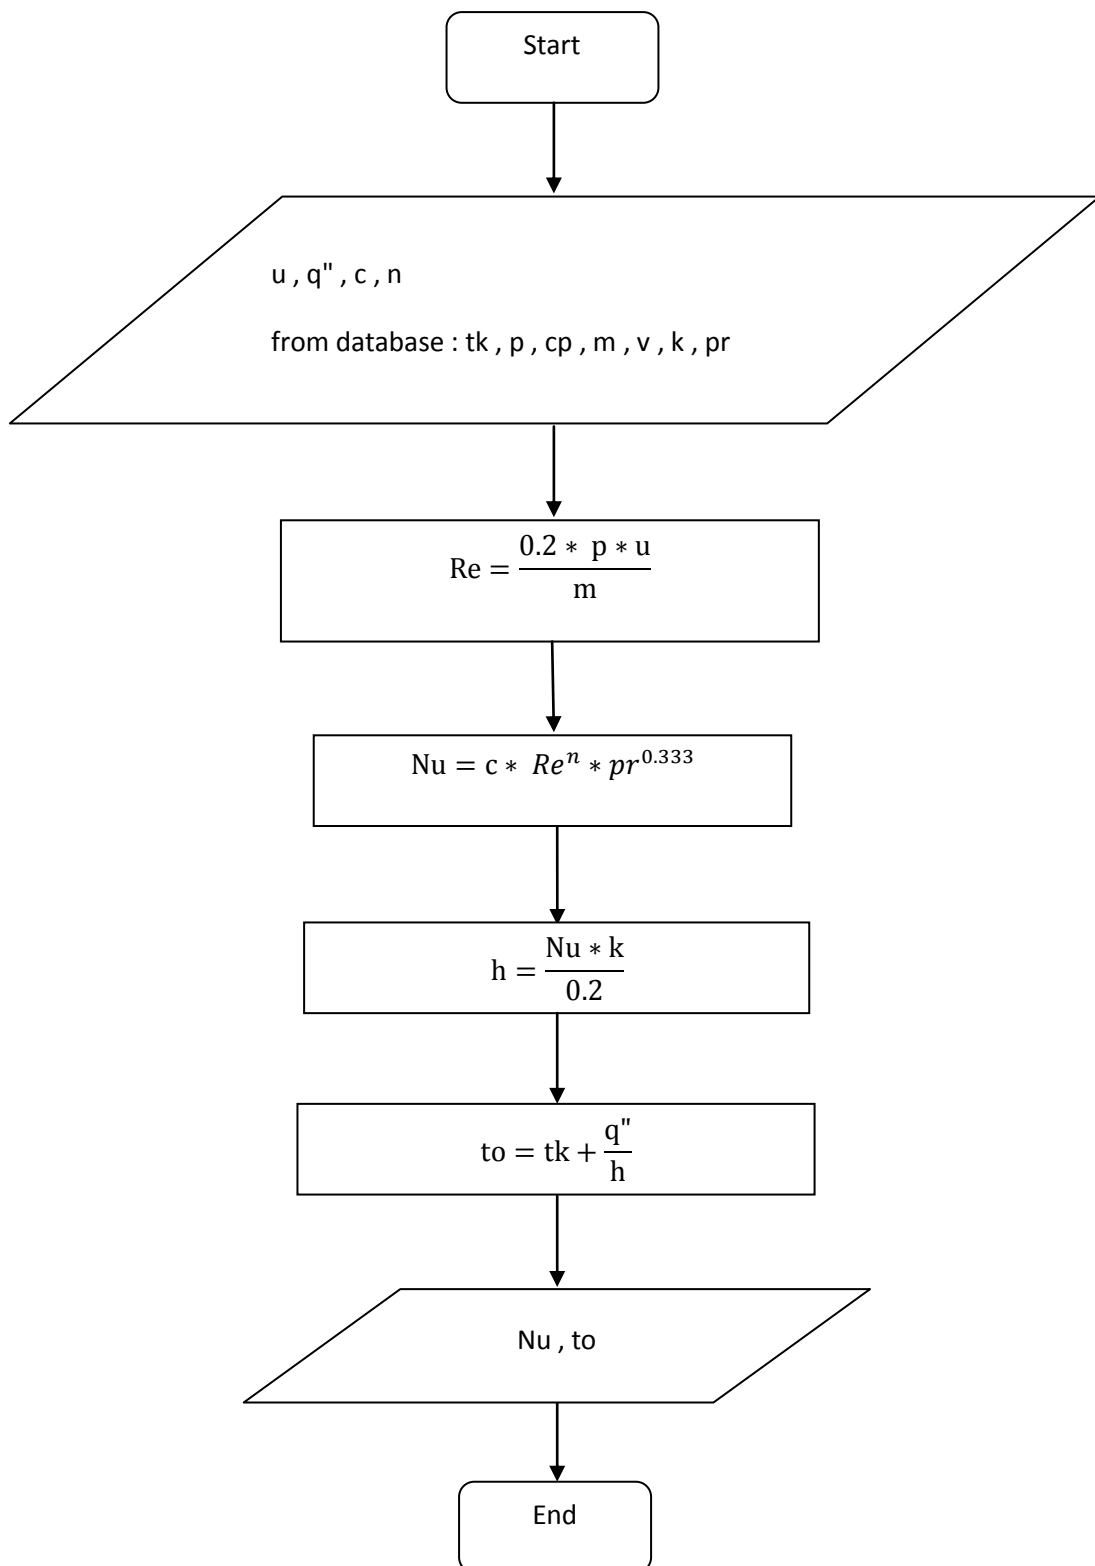 Start
u , q" , c , n
from database : tk , p , cp , m , v , k , pr
Re = 0.2 * p * u / m
Nu = c * Re^n * pr^0.333
h = Nu * k / 0.2
to = tk + q" / h
Nu , to
End